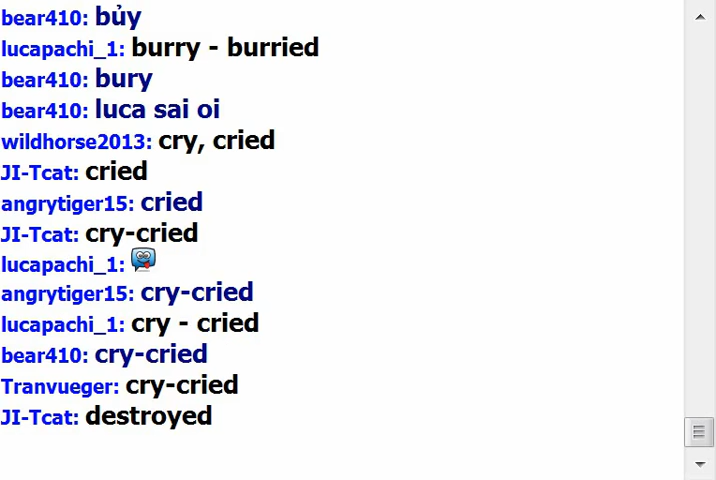 bear410: bủy
lucapachi_1: burry - burried
bear410: bury
bear410: luca sai oi
wildhorse2013: cry, cried
JI-Tcat: cried
angrytiger15: cried
JI-Tcat: cry-cried
lucapachi_1:
angrytiger15: cry-cried
lucapachi_1: cry - cried
bear410: cry-cried
Tranvueger: cry-cried
JI-Tcat: destroyed